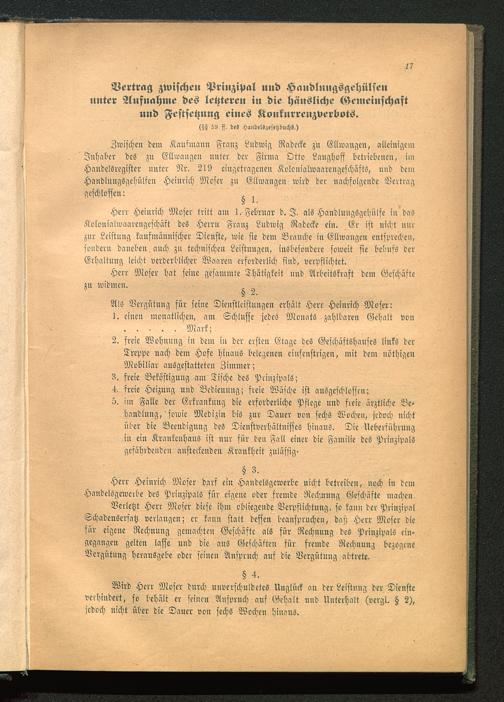 17
Vertrag zwischen Prinzipal und Handlungsgehülfen
unter Aufnahme des letzteren in die häusliche Gemeinschaft
und Festsetzung eines Konkurrenzverbots.
(§§ 59 ff. des Handelsgesetzbuchs.)
Zwischen dem Kaufmann Franz Ludwig Radecke zu Ellwangen, alleinigem
Inhaber des zu Ellwangen unter der Firma Otto Langhoff betriebenen, im
Handelsregister unter Nr. 219 eingetragenen Kolonialwaarengeschäfts, und dem
Handlungsgehülfen Heinrich Moser zu Ellwangen wird der nachfolgende Vertrag
geschlossen:
§ 1.
Herr Heinrich Moser tritt am 1. Februar d. J. als Handlungsgehülfe in das
Kolonialwaarengeschäft des Herrn Franz Ludwig Radecke ein. Er ist nicht nur
zur Leistung kaufmännischer Dienste, wie sie dem Brauche in Ellwangen entsprechen,
sondern daneben auch zu technischen Leistungen, insbesondere soweit sie behufs der
Erhaltung leicht verderblicher Waaren erforderlich sind, verpflichtet.
Herr Moser hat seine gesammte Thätigkeit und Arbeitskraft dem Geschäfte
zu widmen.
§ 2.
Als Vergütung für seine Dienstleistungen erhält Herr Heinrich Moser:
1. einen monatlichen, am Schlusse jedes Monats zahlbaren Gehalt von
. . . . . Mark;
2. freie Wohnung in dem in der ersten Etage des Geschäftshauses links der
Treppe nach dem Hofe hinaus belegenen einfenstrigen, mit dem nöthigen
Mobiliar ausgestatteten Zimmer;
3. freie Beköstigung am Tische des Prinzipals;
4. freie Heizung und Bedienung; freie Wäsche ist ausgeschlossen;
5. im Falle der Erkrankung die erforderliche Pflege und freie ärztliche Be-
handlung, sowie Medizin bis zur Dauer von sechs Wochen, jedoch nicht
über die Beendigung des Dienstverhältnisses hinaus. Die Ueberführung
in ein Krankenhaus ist nur für den Fall einer die Familie des Prinzipals
gefährdenden ansteckenden Krankheit zulässig.
§ 3.
Herr Heinrich Moser darf ein Handelsgewerbe nicht betreiben, noch in dem
Handelsgewerbe des Prinzipals für eigene oder fremde Rechnung Geschäfte machen.
Verletzt Herr Moser diese ihm obliegende Verpflichtung, so kann der Prinzipal
Schadensersatz verlangen; er kann statt dessen beanspruchen, daß Herr Moser die
für eigene Rechnung gemachten Geschäfte als für Rechnung des Prinzipals ein-
gegangen gelten lasse und die aus Geschäften für fremde Rechnung bezogene
Vergütung herausgebe oder seinen Anspruch auf die Vergütung abtrete.
§ 4.
Wird Herr Moser durch unverschuldetes Unglück an der Leistung der Dienste
verhindert, so behält er seinen Anspruch auf Gehalt und Unterhalt (vergl. § 2),
jedoch nicht über die Dauer von sechs Wochen hinaus.